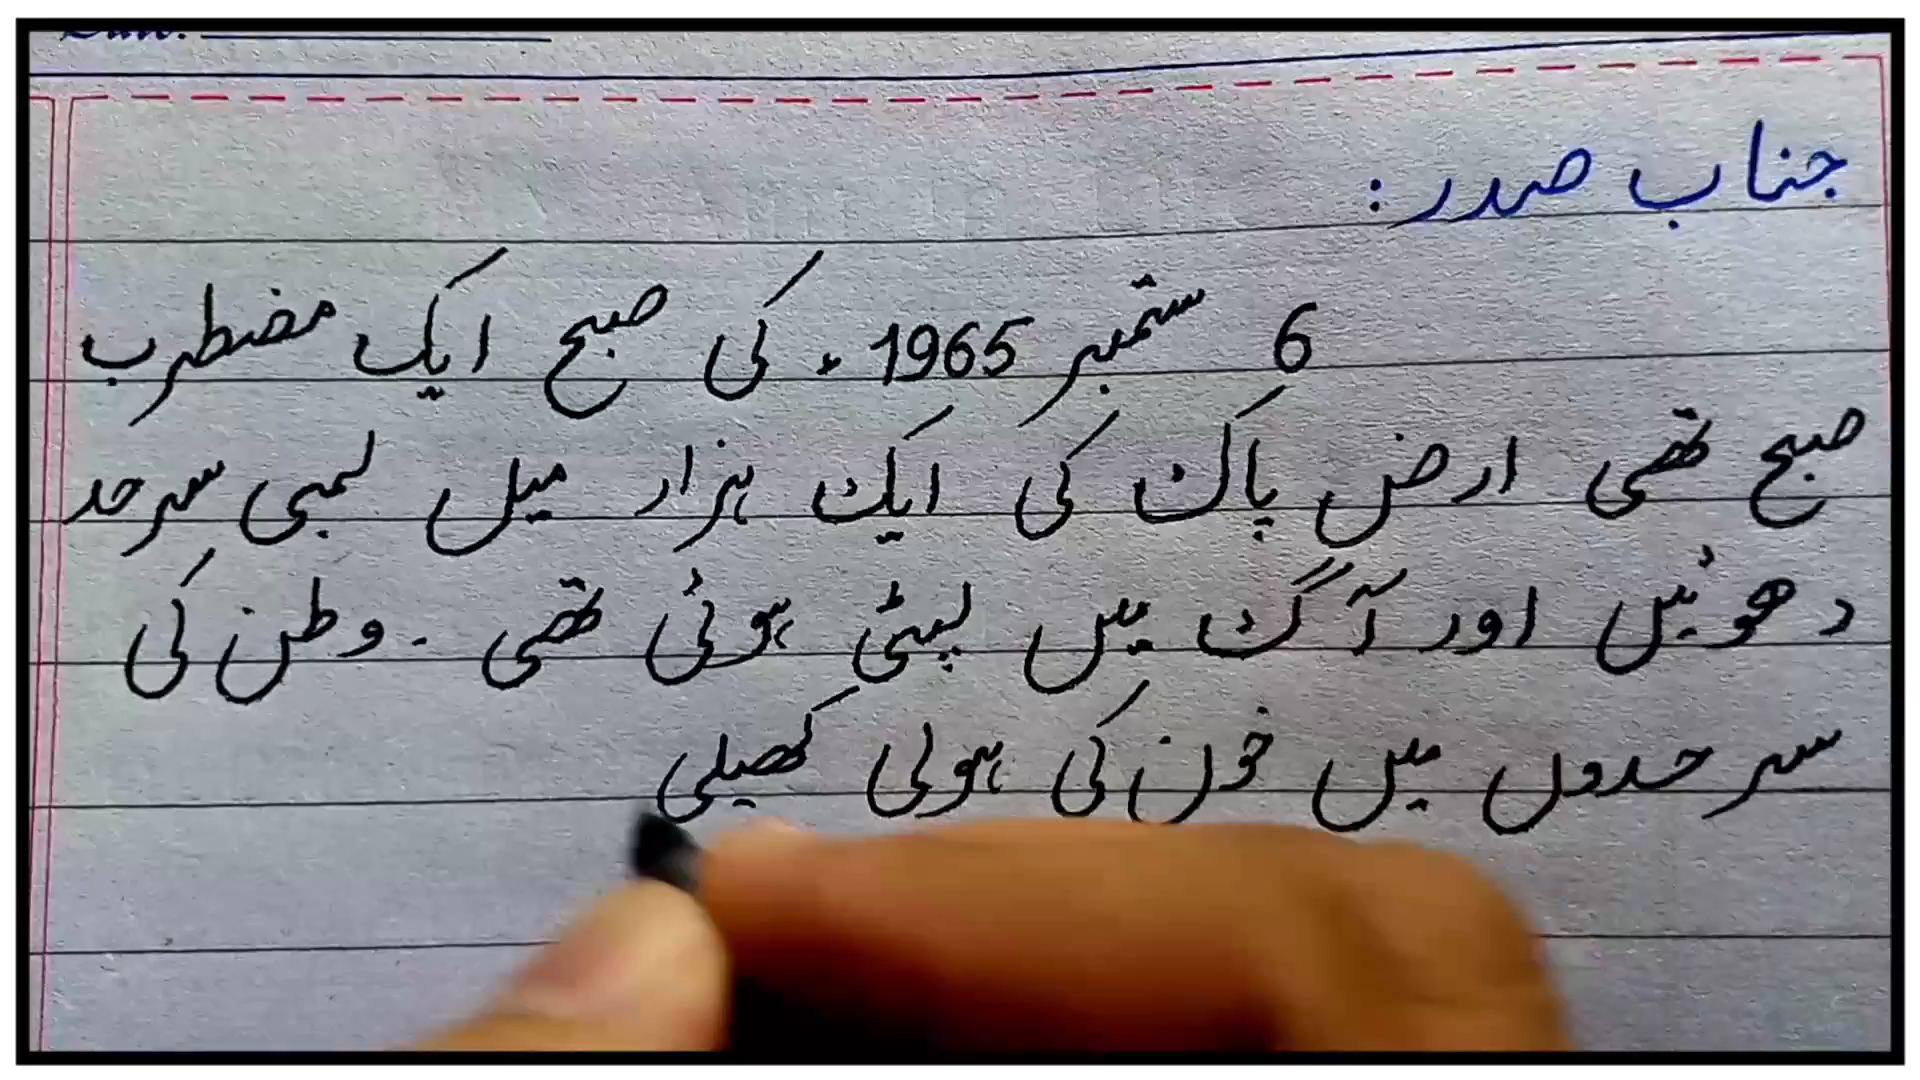 جناب صدر:
6 ستمبر 1965ء کی صبح ایک مضطرب
صبح تھی ارض پاک کی ایک ہزار میل لمبی سرحد
دھوئیں اور آگ میں لپٹی ہوئی تھی ۔ وطن کی
سرحدوں میں خون کی ہولی کھیلی